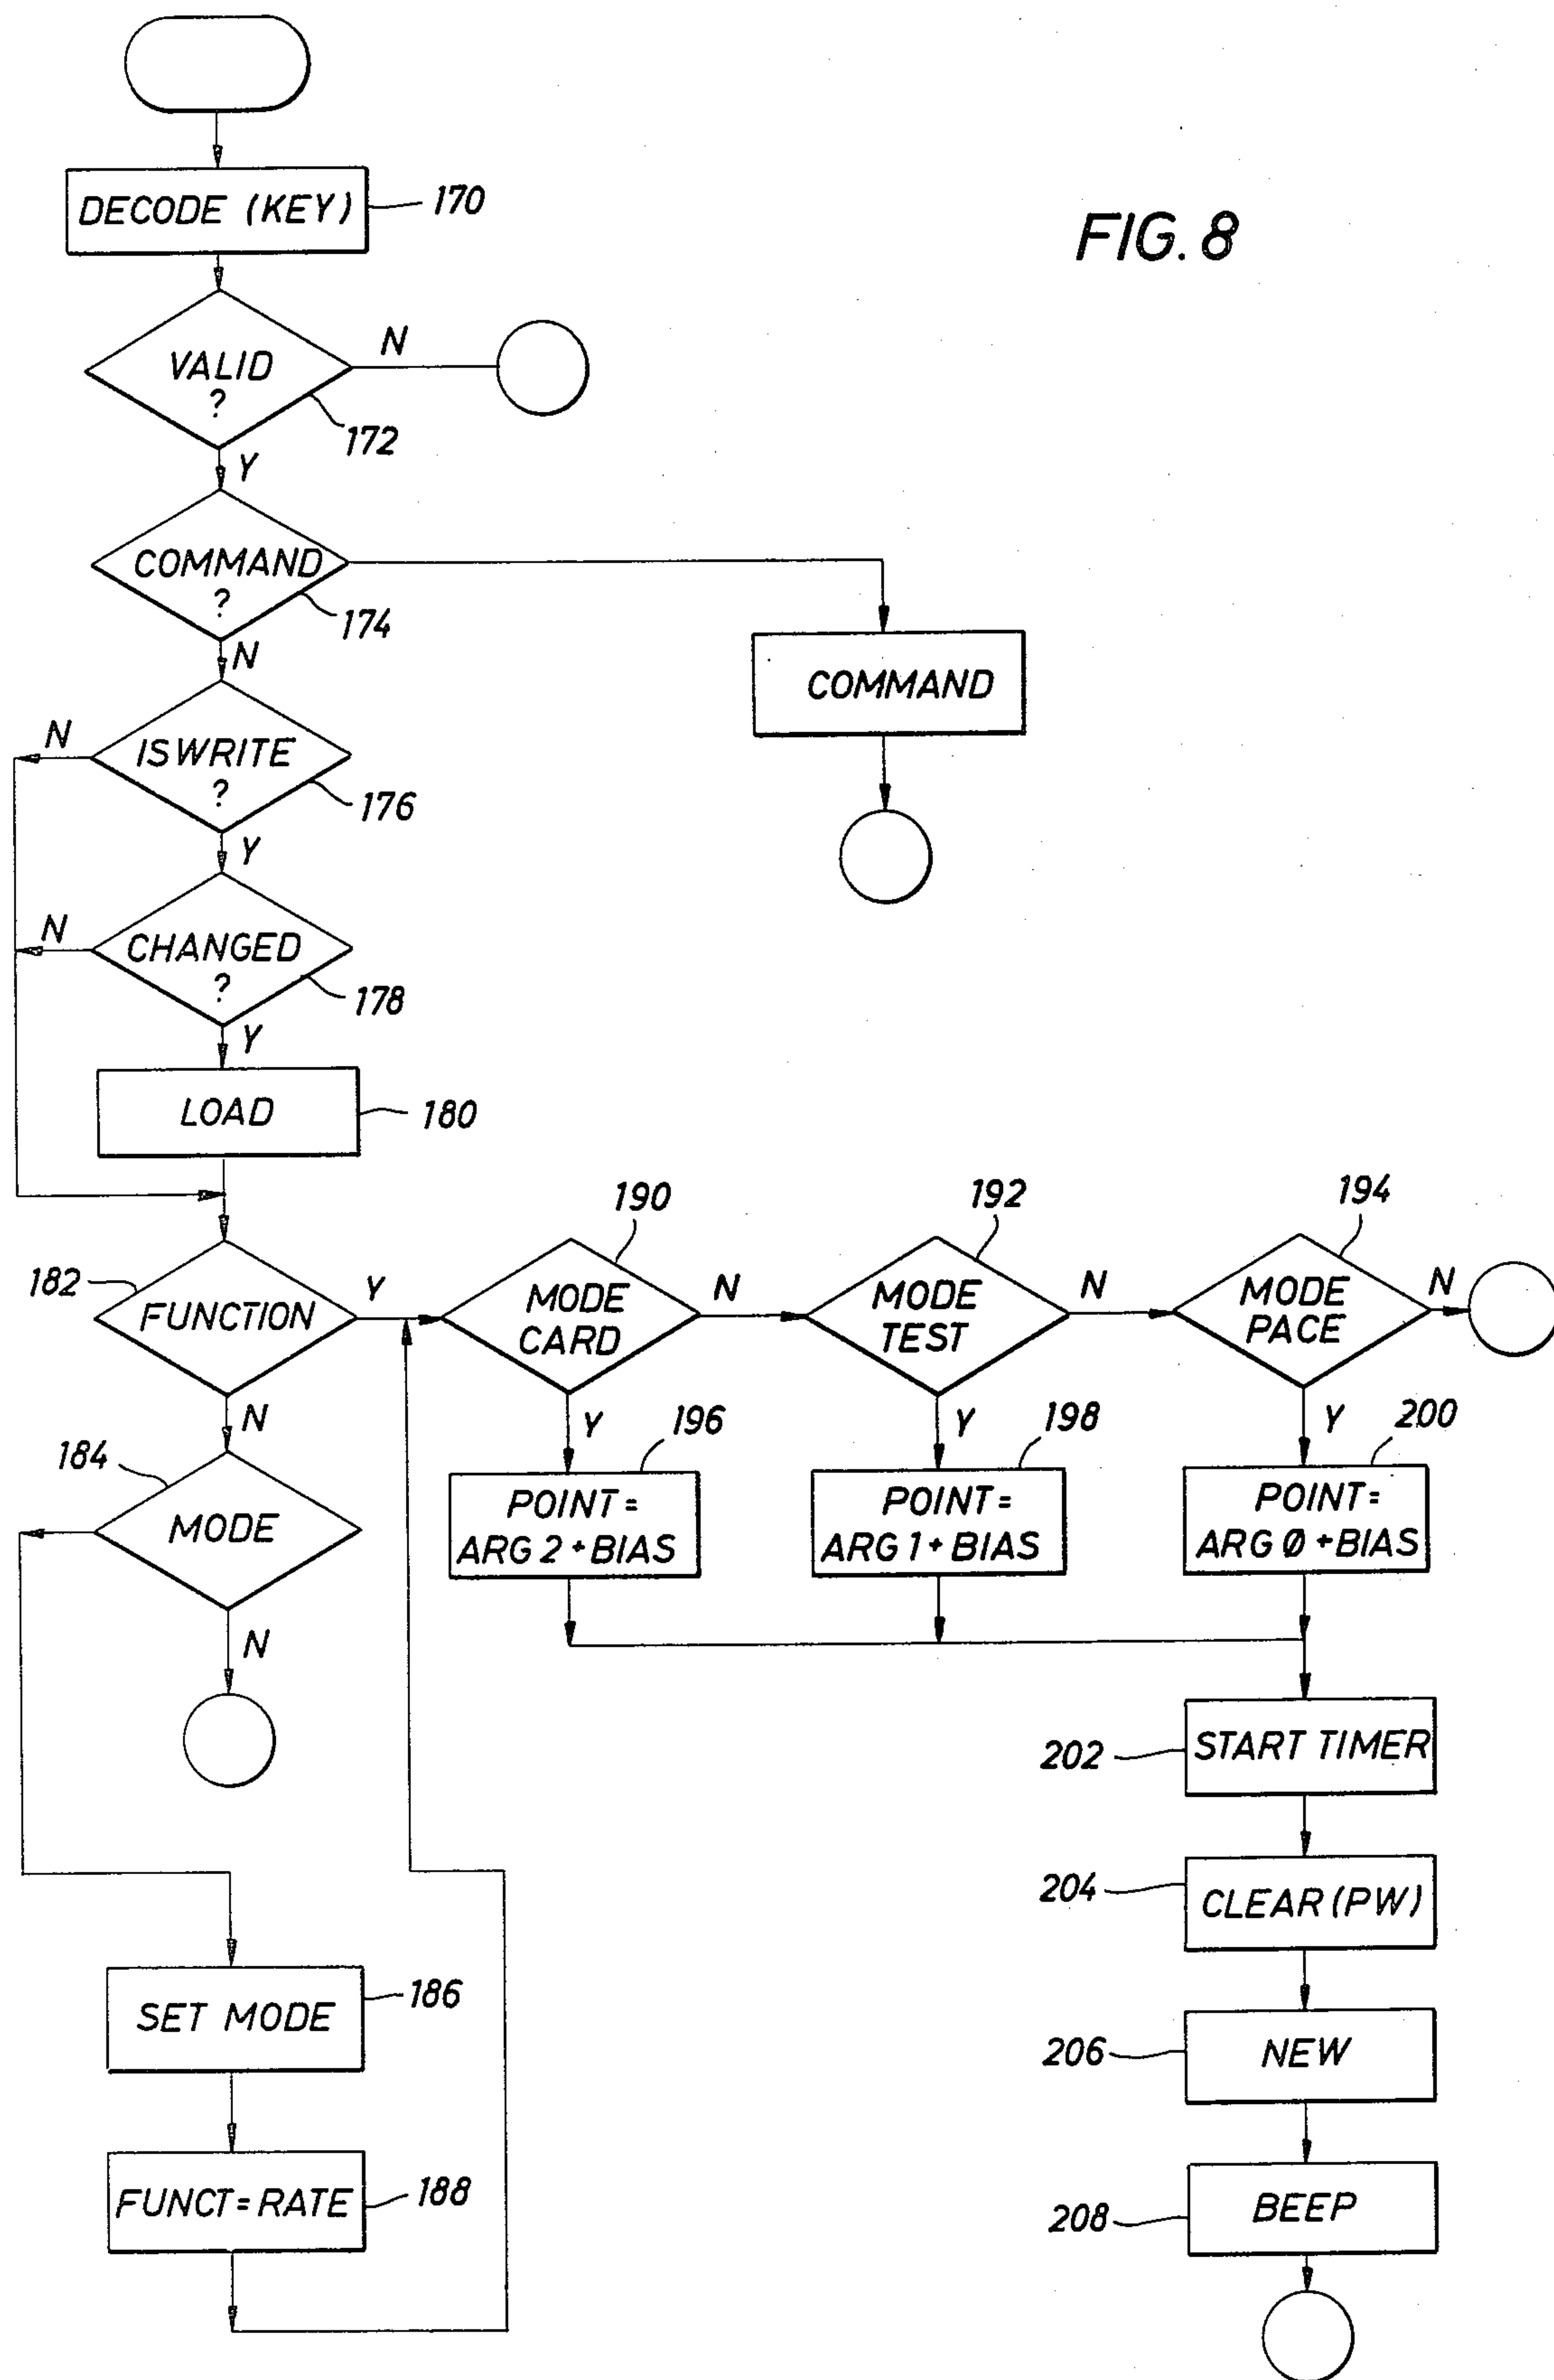 FIG. 8
DECODE (KEY)
170
VALID
?
N
172
Y
COMMAND
?
174
N
COMMAND
ISWRITE
?
N
176
Y
CHANGED
?
N
178
Y
LOAD
180
182
FUNCTION
Y
N
190
MODE
CARD
N
Y
192
MODE
TEST
N
Y
194
MODE
PACE
N
Y
196
POINT=
ARG 2+BIAS
198
POINT=
ARG 1+BIAS
200
POINT=
ARG Ø+BIAS
184
MODE
N
186
SET MODE
188
FUNCT=RATE
202
START TIMER
204
CLEAR(PW)
206
NEW
208
BEEP